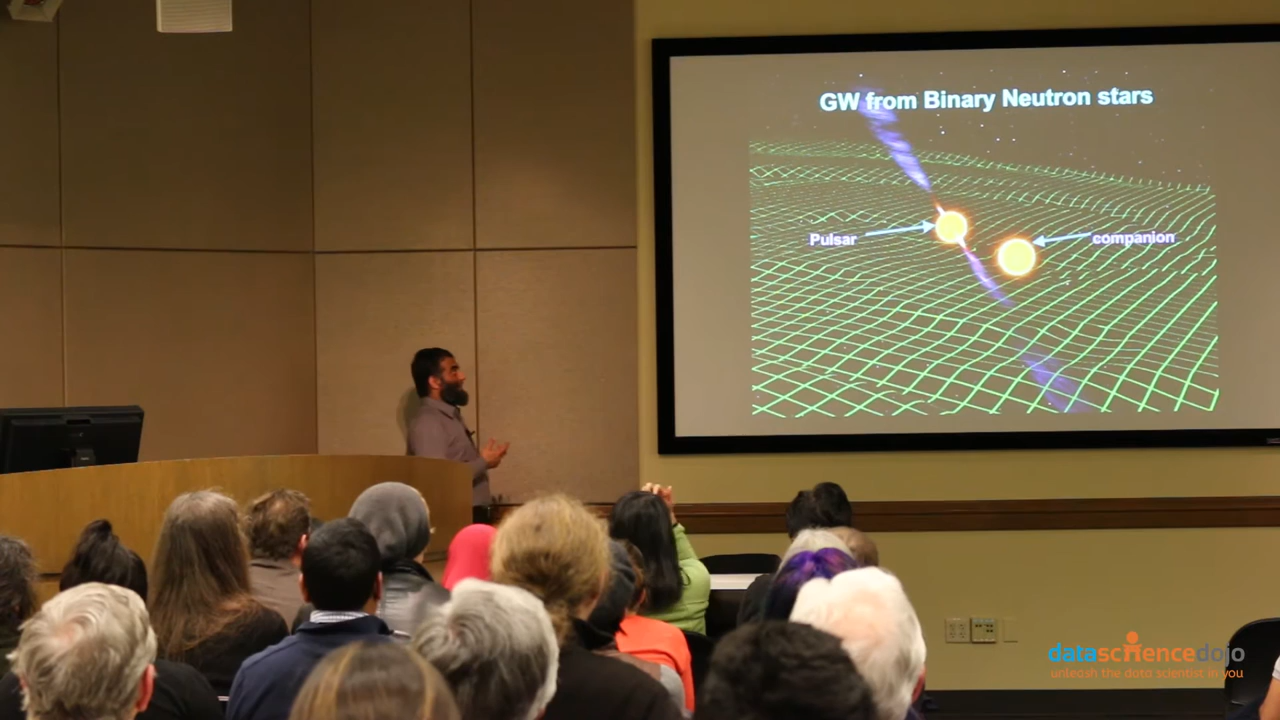 GW from Binary Neutron stars
Pulsar
companion
datasciencedojo
unleash the data scientist in you